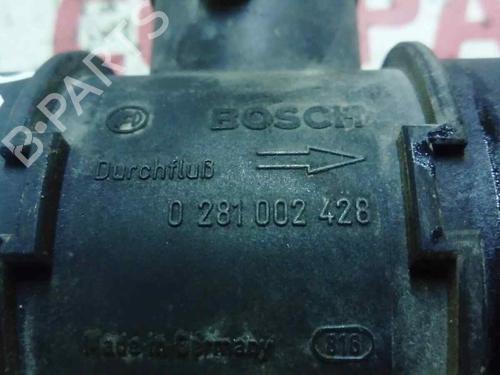 B-PARTS
BOSCH
Durchfluß
0 281 002 428
Made in Germany
816